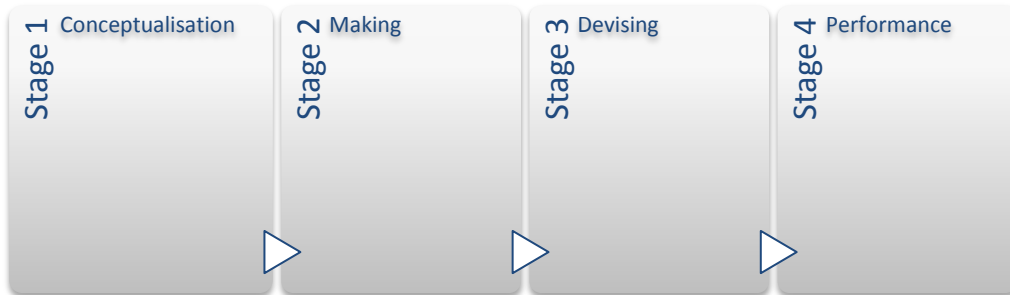 Stage 1
Conceptualisation
Stage 2
Making
Stage 3
Devising
Stage 4
Performance